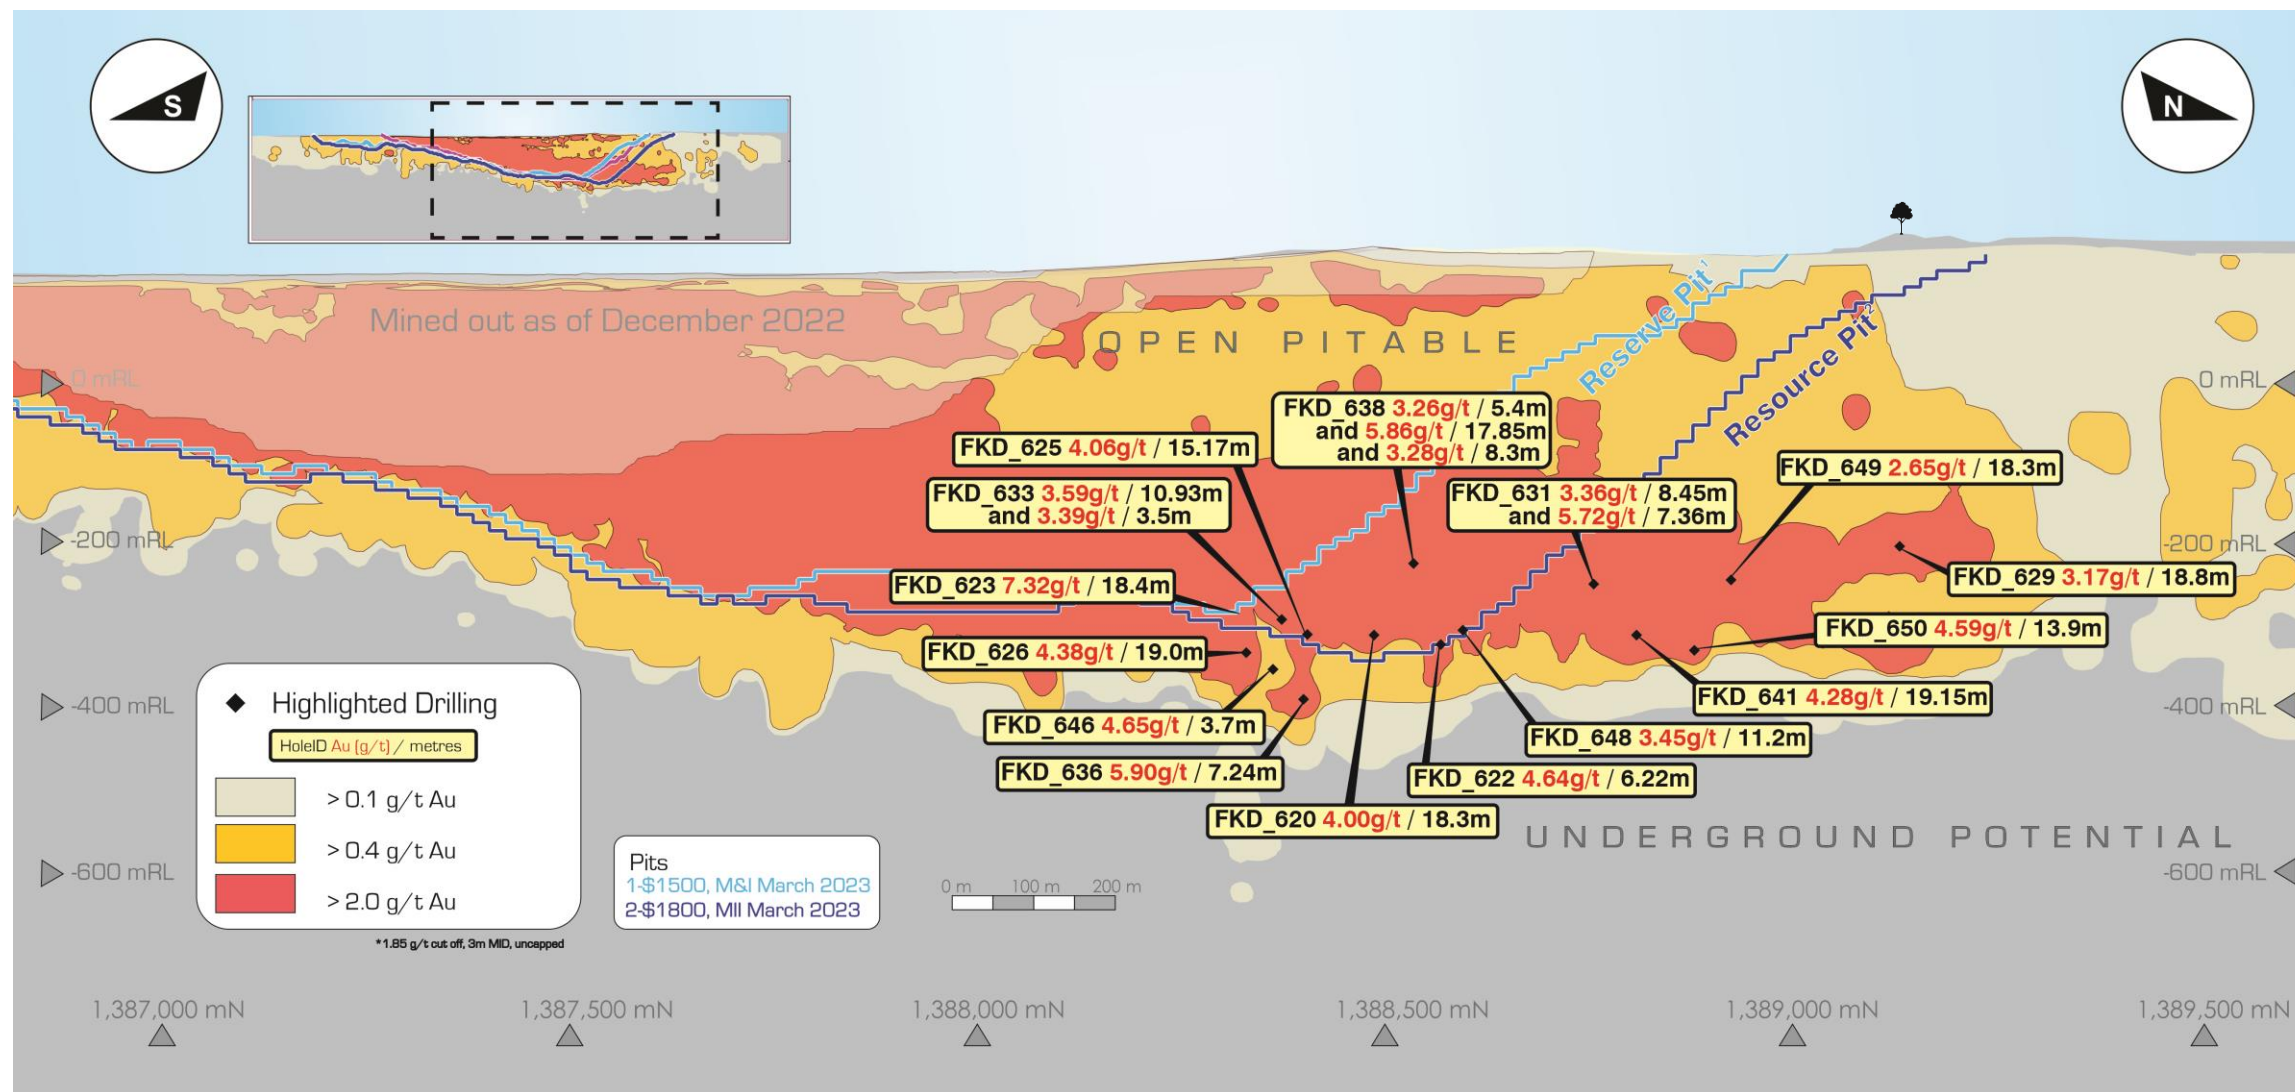 S
N
Mined out as of December 2022
OPEN PITABLE
Reserve Pit¹
Resource Pit²
0 mRL
0 mRL
FKD_638 3.26g/t / 5.4m
and 5.86g/t / 17.85m
and 3.28g/t / 8.3m
FKD_625 4.06g/t / 15.17m
FKD_649 2.65g/t / 18.3m
FKD_633 3.59g/t / 10.93m
and 3.39g/t / 3.5m
FKD_631 3.36g/t / 8.45m
and 5.72g/t / 7.36m
-200 mRL
-200 mRL
FKD_623 7.32g/t / 18.4m
FKD_629 3.17g/t / 18.8m
FKD_626 4.38g/t / 19.0m
FKD_650 4.59g/t / 13.9m
FKD_641 4.28g/t / 19.15m
-400 mRL
-400 mRL
FKD_646 4.65g/t / 3.7m
FKD_648 3.45g/t / 11.2m
FKD_636 5.90g/t / 7.24m
FKD_622 4.64g/t / 6.22m
FKD_620 4.00g/t / 18.3m
UNDERGROUND POTENTIAL
-600 mRL
-600 mRL
Highlighted Drilling
HoleID Au (g/t) / metres
> 0.1 g/t Au
> 0.4 g/t Au
> 2.0 g/t Au
*1.85 g/t cut off, 3m MID, uncapped
Pits
1-$1500, M&I March 2023
2-$1800, MII March 2023
0 m 100 m 200 m
1,387,000 mN
1,387,500 mN
1,388,000 mN
1,388,500 mN
1,389,000 mN
1,389,500 mN